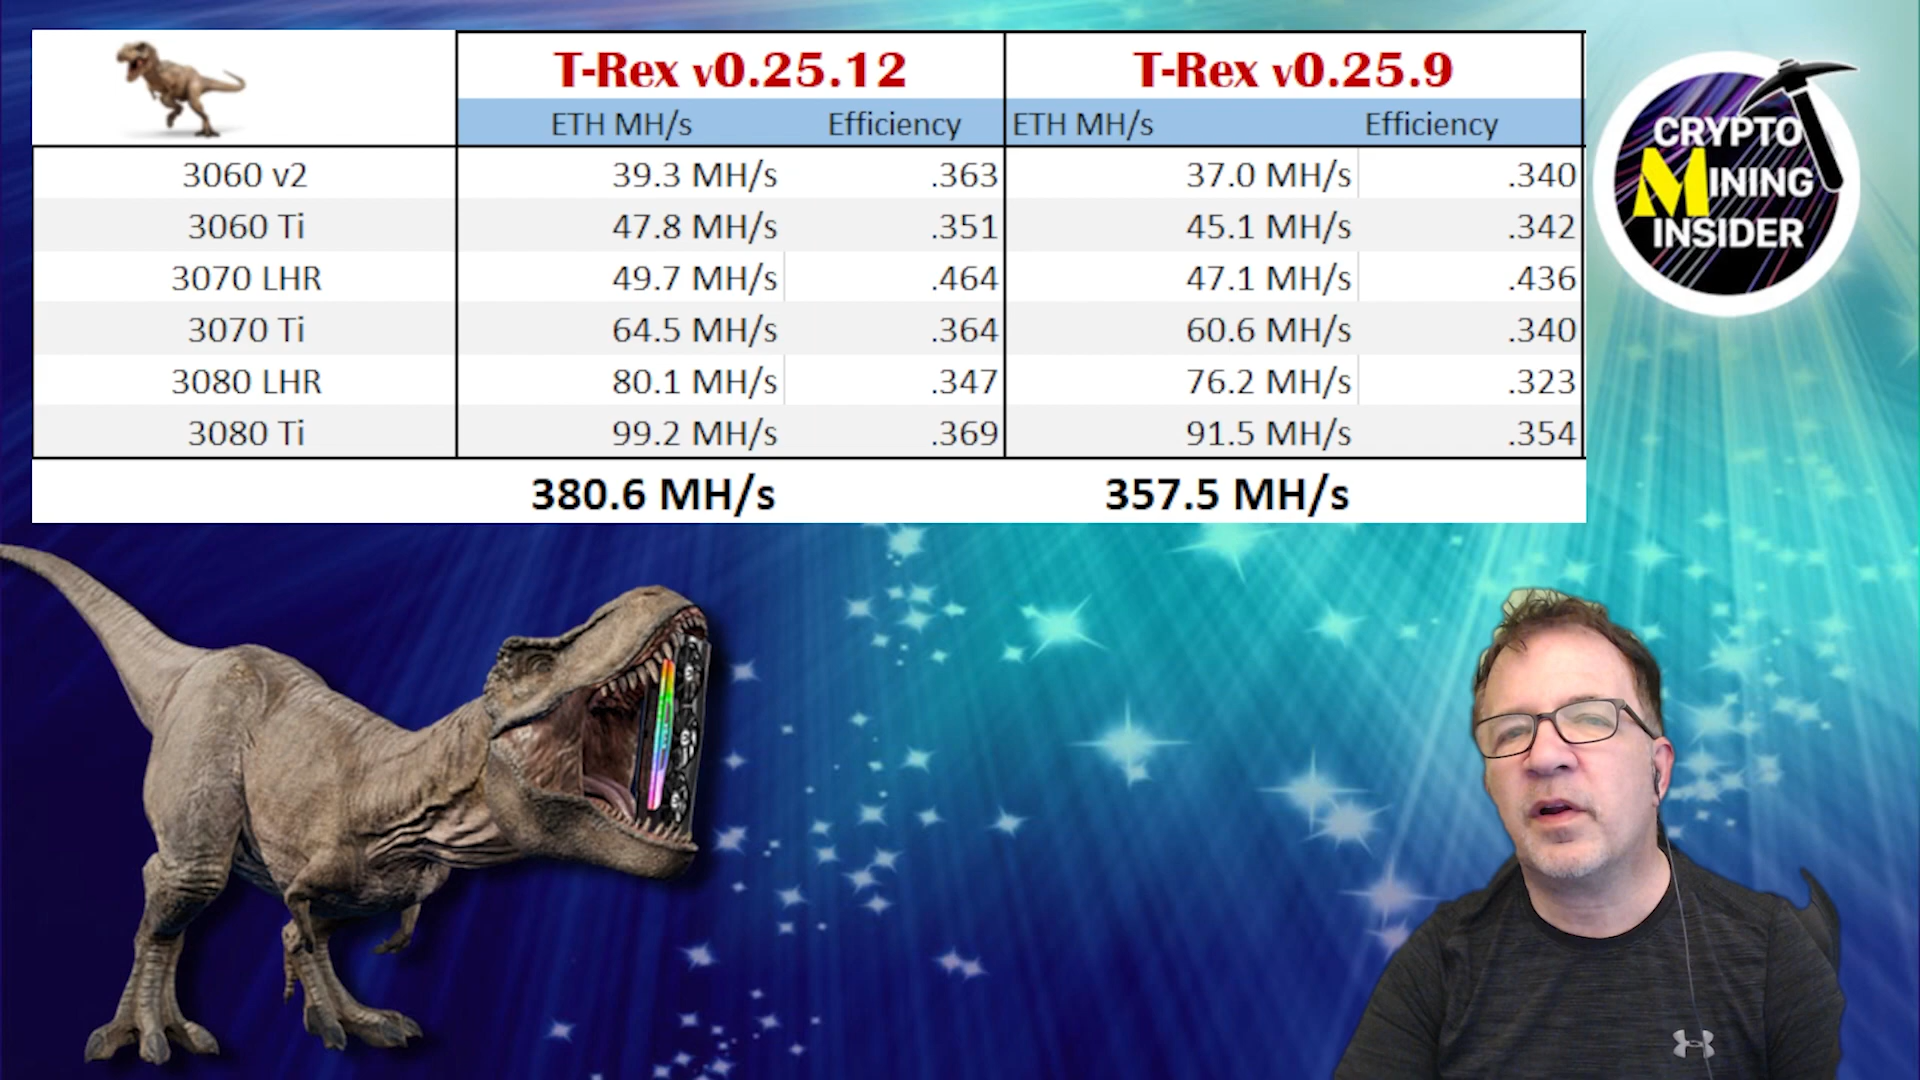 T-Rex v0.25.12 T-Rex v0.25.9
ETH MH/s Efficiency ETH MH/s Efficiency
3060 v2 39.3 MH/s .363 37.0 MH/s .340
3060 Ti 47.8 MH/s .351 45.1 MH/s .342
3070 LHR 49.7 MH/s .464 47.1 MH/s .436
3070 Ti 64.5 MH/s .364 60.6 MH/s .340
3080 LHR 80.1 MH/s .347 76.2 MH/s .323
3080 Ti 99.2 MH/s .369 91.5 MH/s .354
380.6 MH/s 357.5 MH/s
CRYPTO
MINING
INSIDER